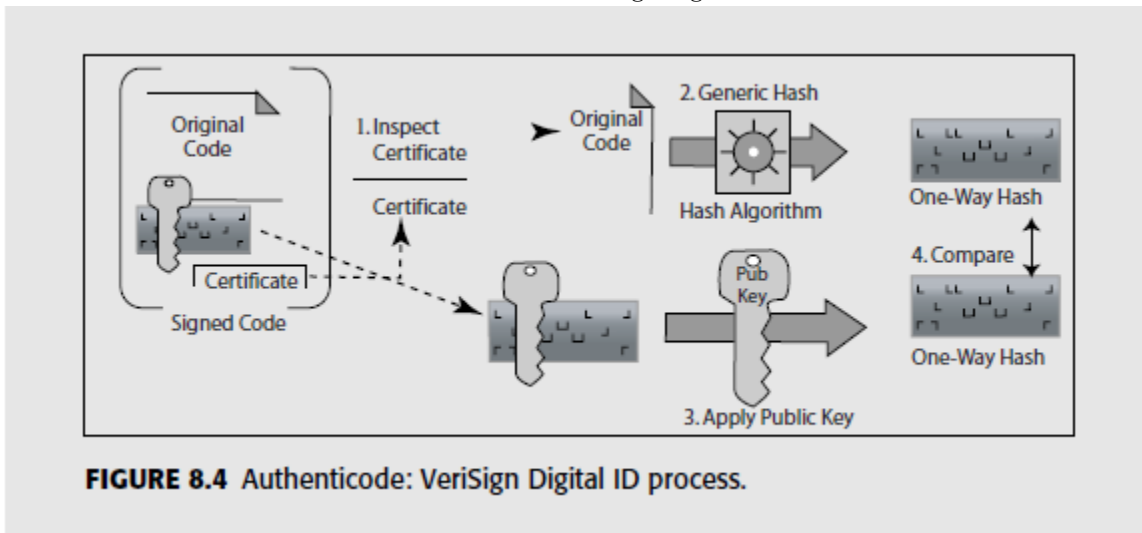 Original
Code
Certificate
Signed Code
1. Inspect
Certificate
Certificate
Original
Code
2. Generic Hash
Hash Algorithm
Pub
Key
3. Apply Public Key
One-Way Hash
4. Compare
One-Way Hash
FIGURE 8.4 Authenticode: VeriSign Digital ID process.